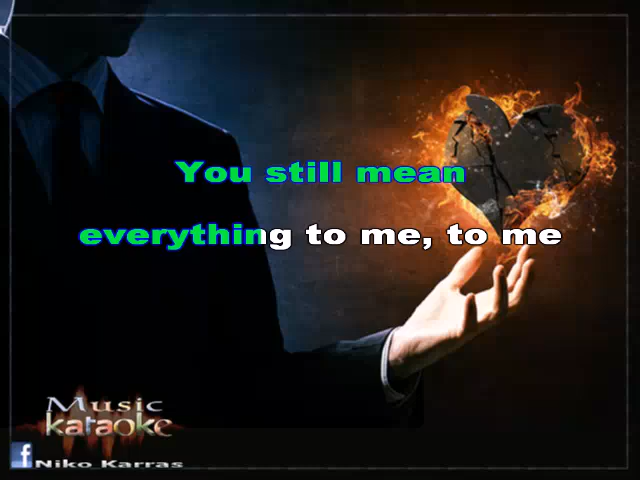 You still mean
everything to me, to me
Music
karaoke
f Niko Karras